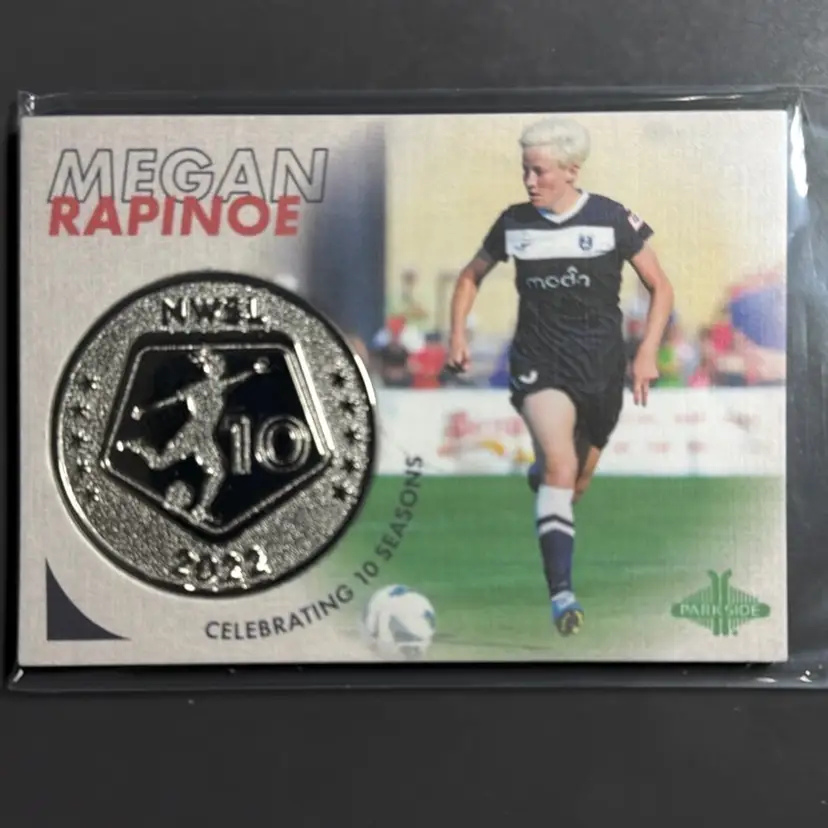 MEGAN
RAPINOE
NWSL
10
2022
CELEBRATING 10 SEASONS
moda
PARKSIDE